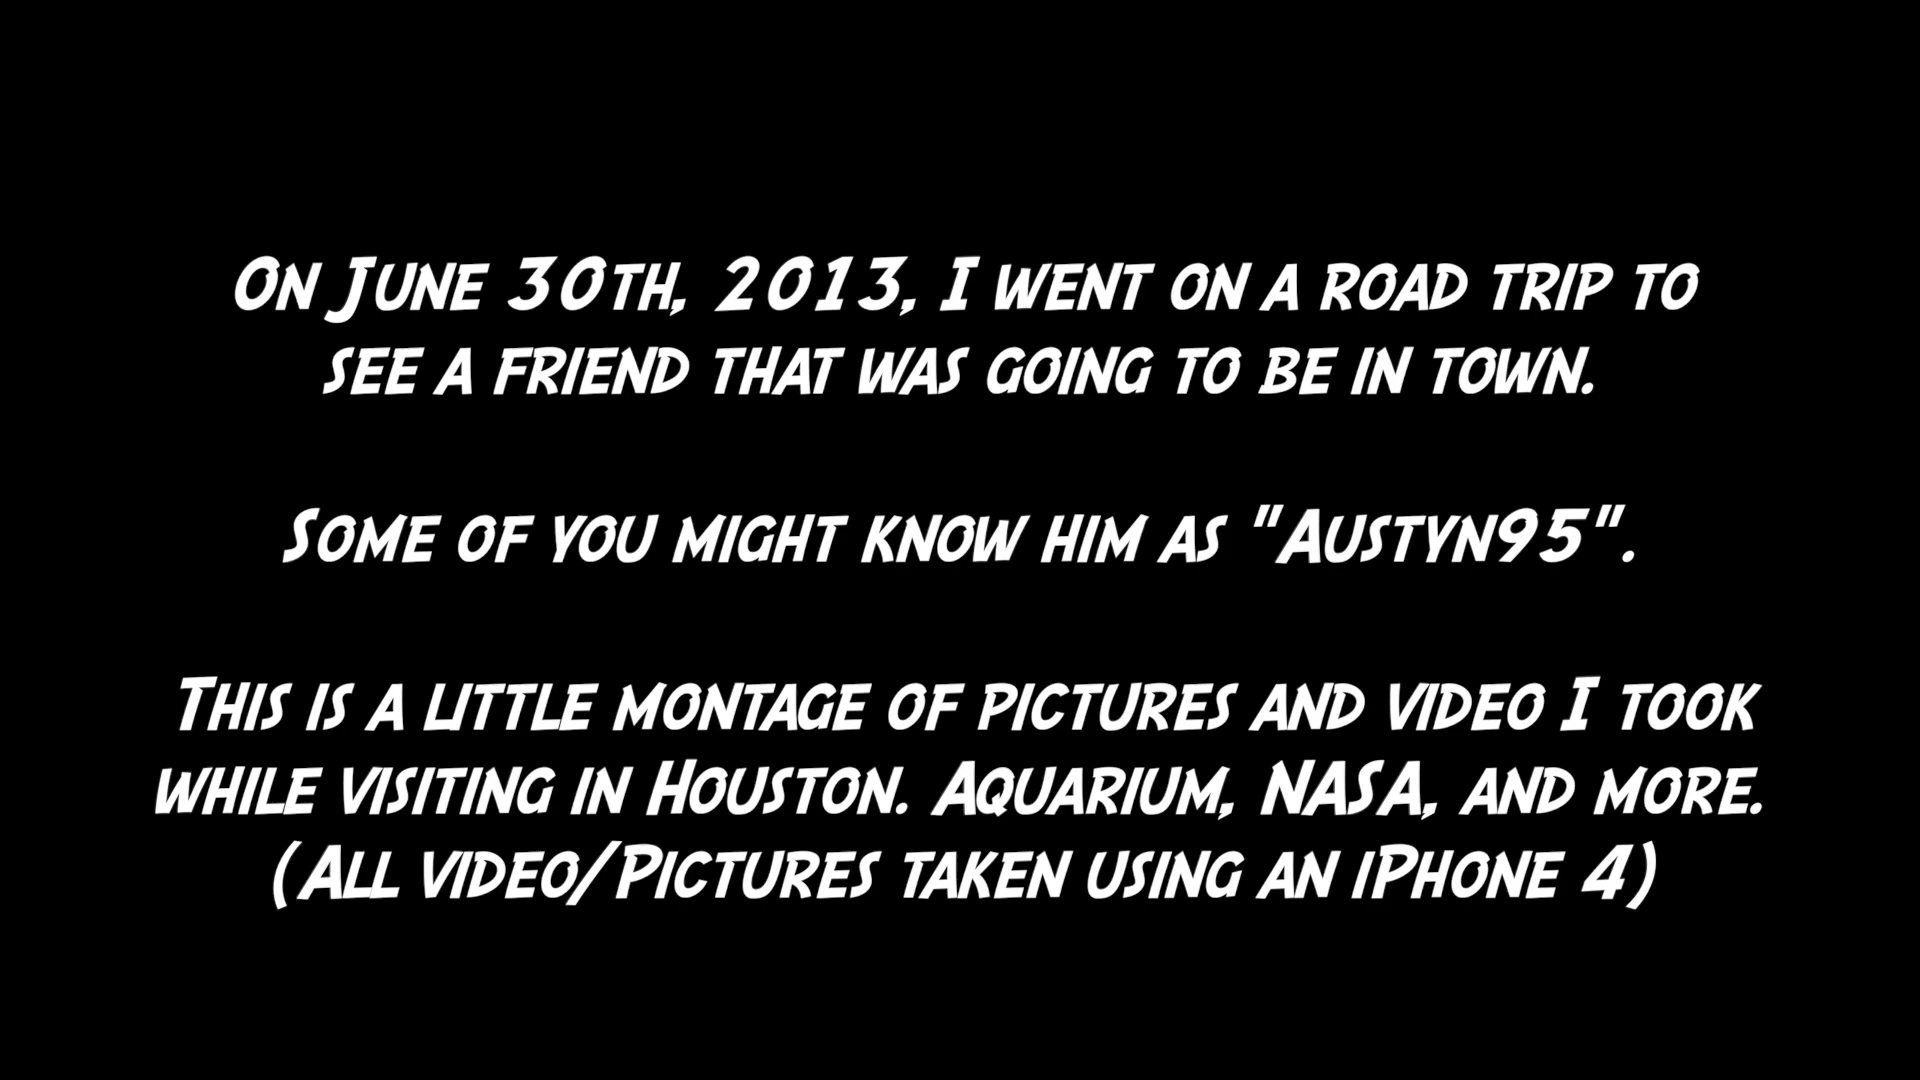 On June 30th, 2013, I went on a road trip to
see a friend that was going to be in town.
Some of you might know him as "Austyn95".
This is a little montage of pictures and video I took
while visiting in Houston. Aquarium, NASA, and more.
(All video/Pictures taken using an iPhone 4)